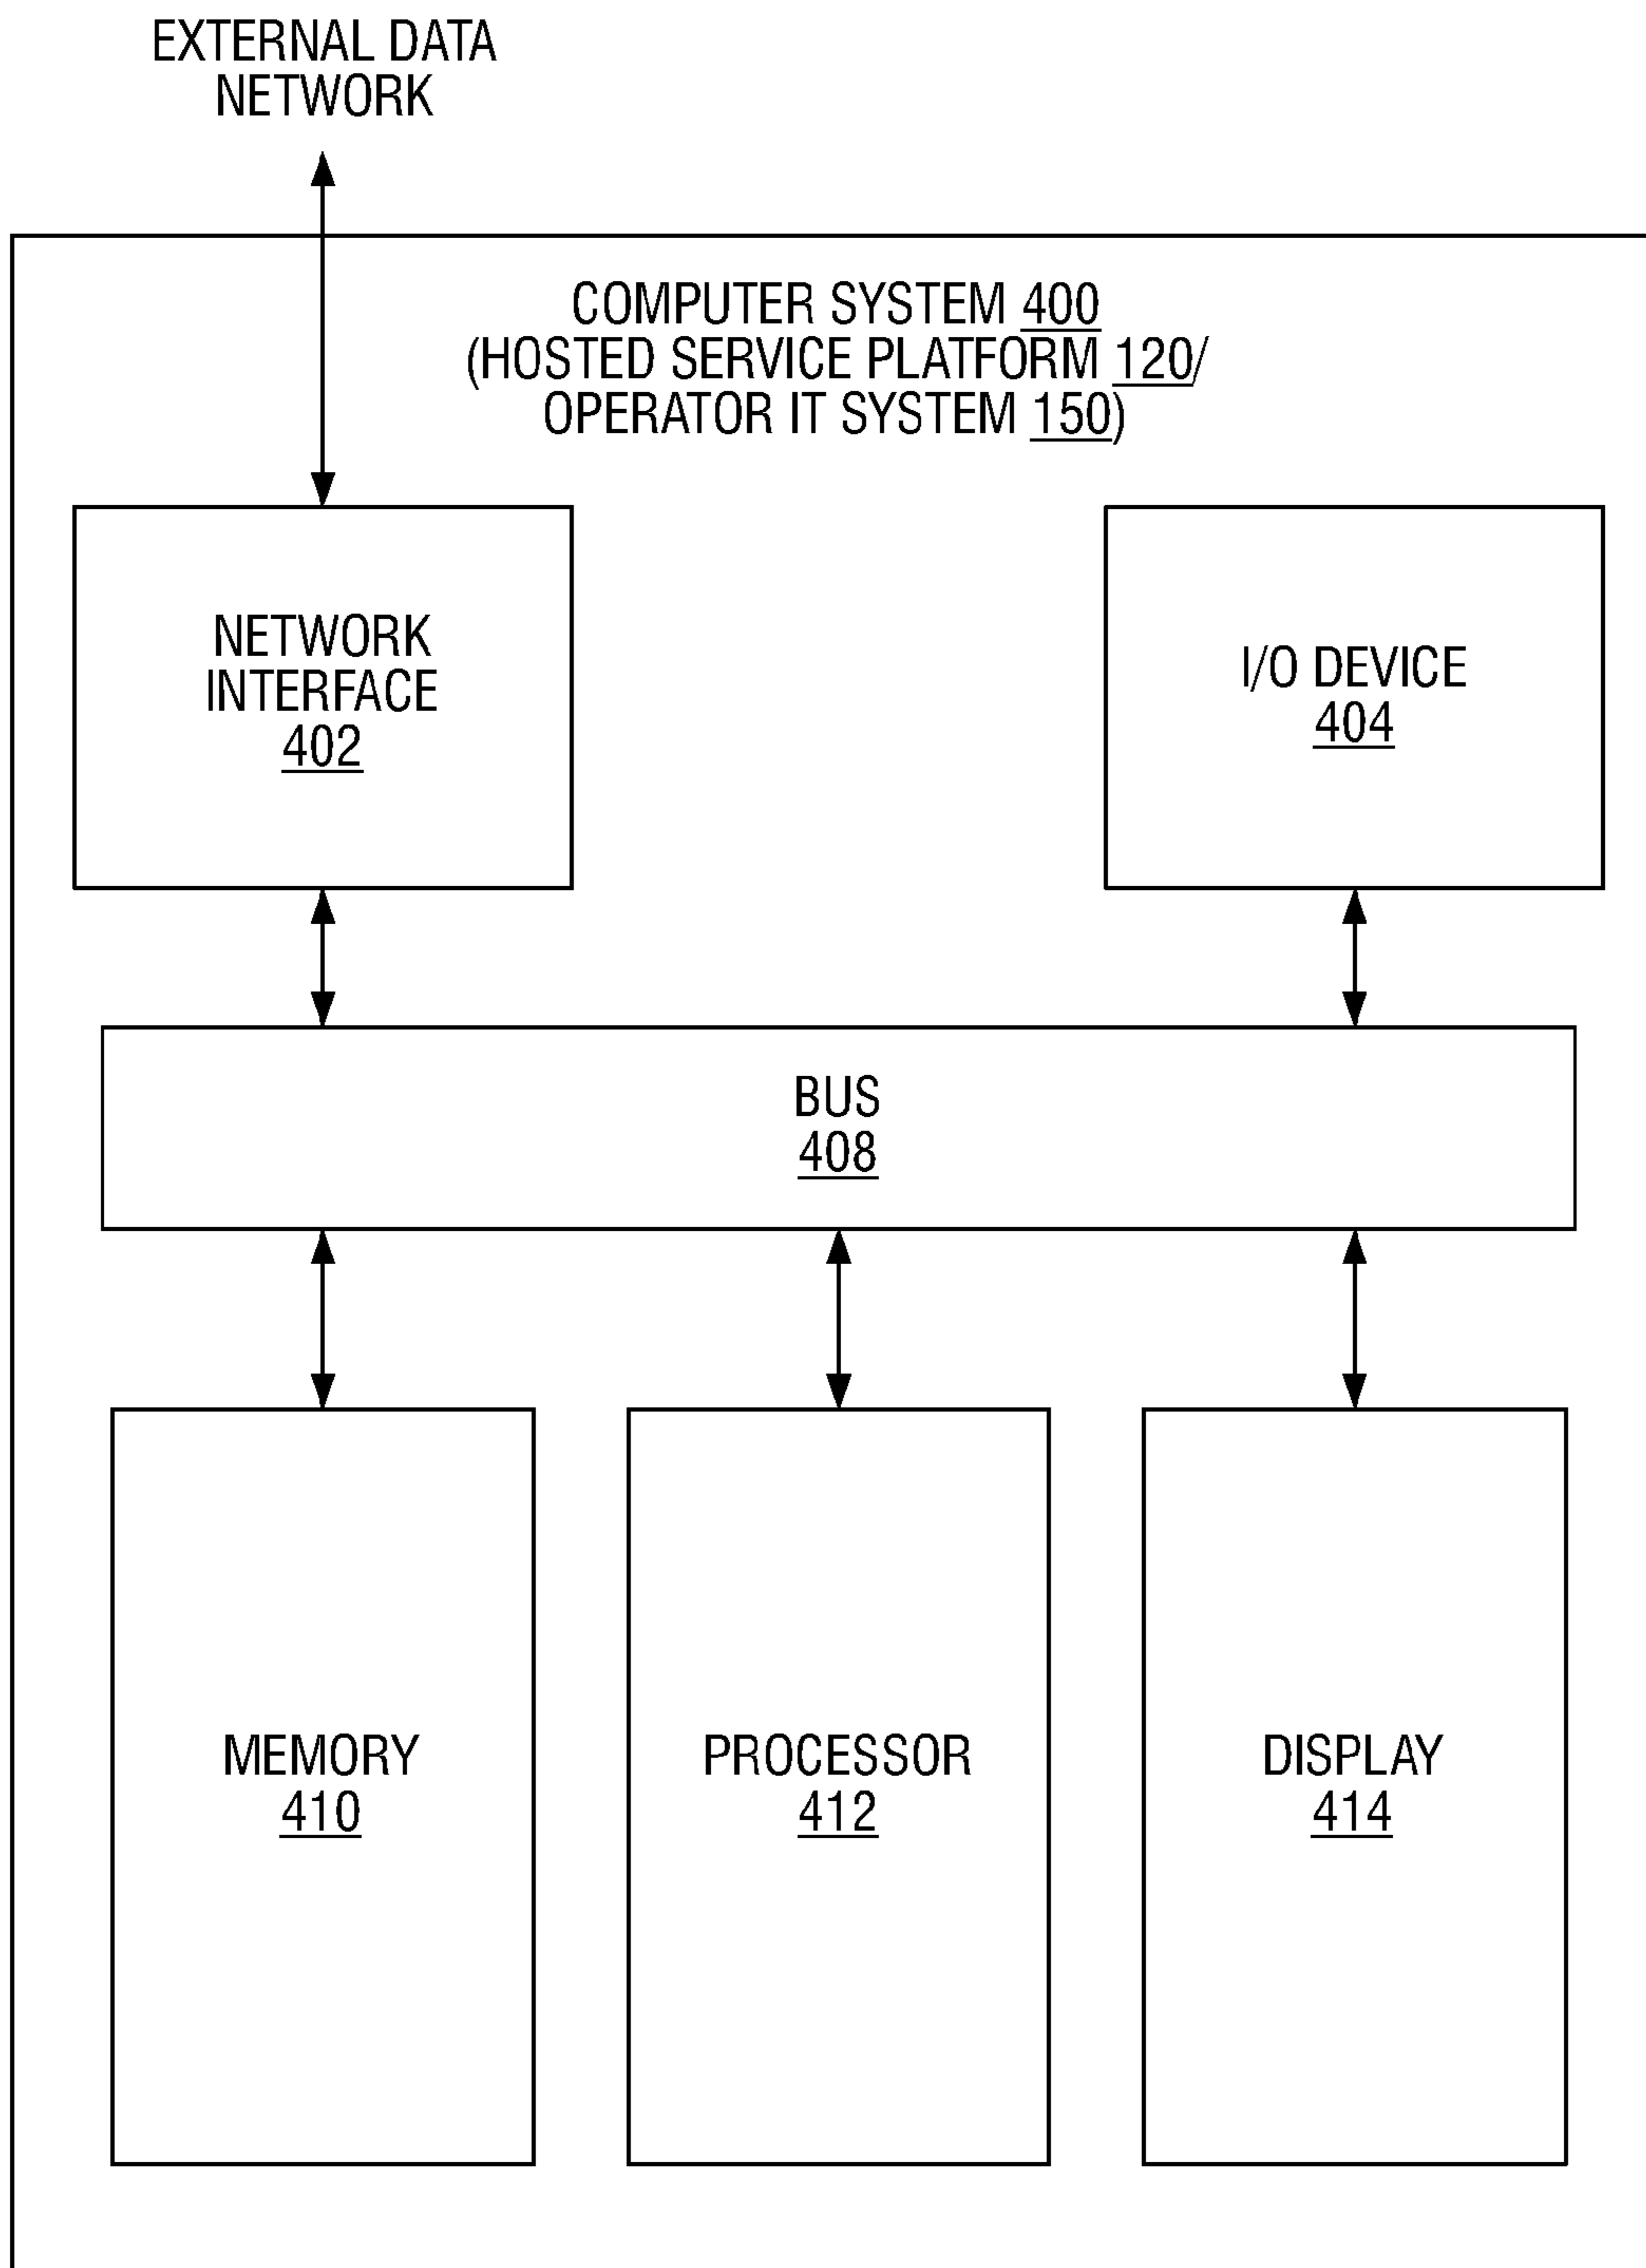 EXTERNAL DATA
NETWORK
COMPUTER SYSTEM 400
(HOSTED SERVICE PLATFORM 120/
OPERATOR IT SYSTEM 150)
NETWORK
INTERFACE
402
I/O DEVICE
404
BUS
408
MEMORY
410
PROCESSOR
412
DISPLAY
414